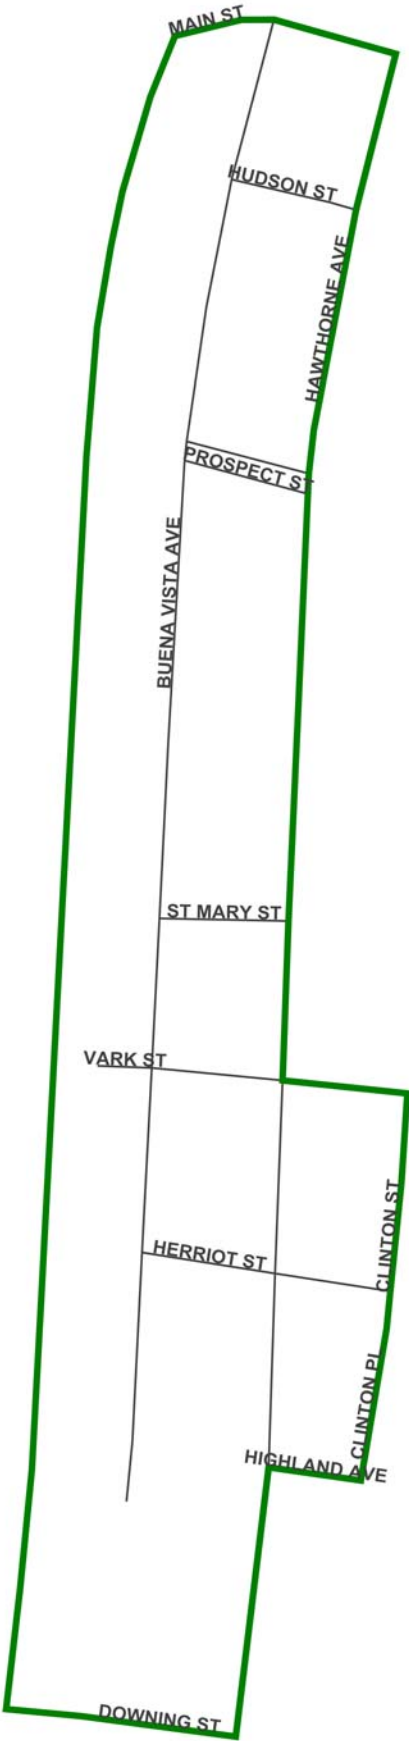 MAIN ST
HUDSON ST
HAWTHORNE AVE
PROSPECT ST
BUENA VISTA AVE
ST MARY ST
VARK ST
CLINTON ST
HERRIOT ST
CLINTON PL
HIGHLAND AVE
DOWNING ST